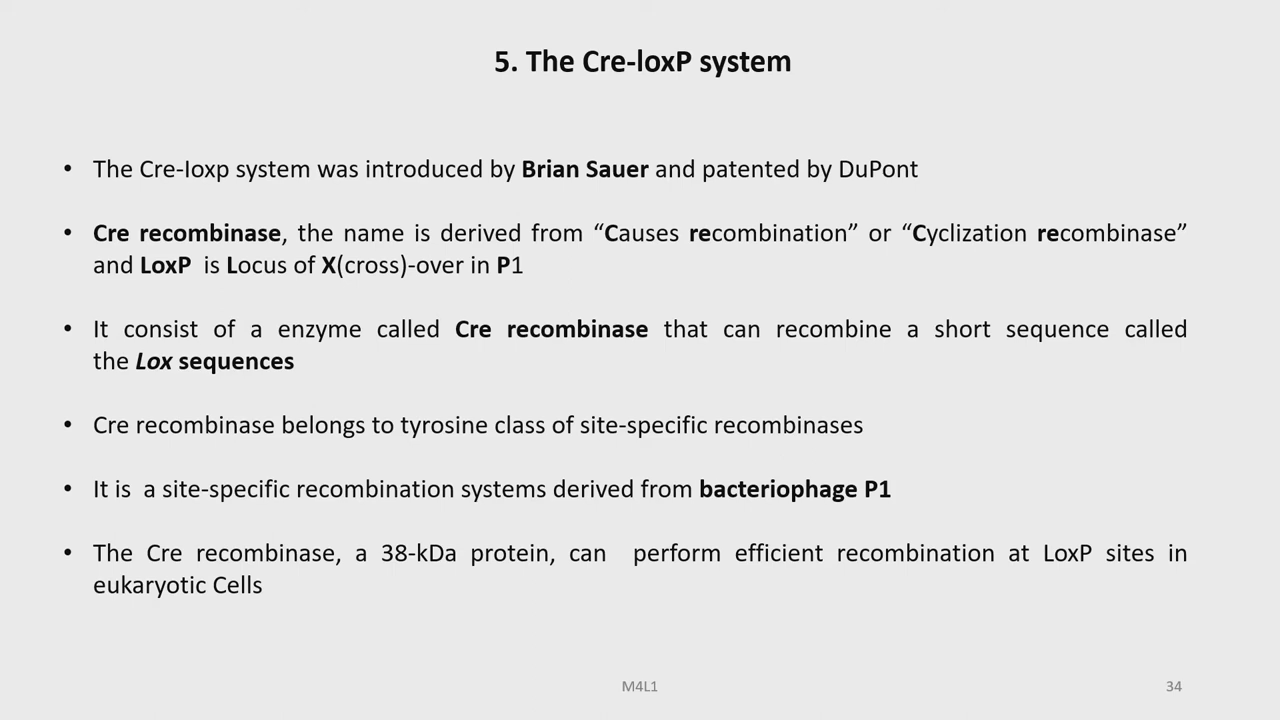 5. The Cre-loxP system
• The Cre-Ioxp system was introduced by Brian Sauer and patented by DuPont
• Cre recombinase, the name is derived from “Causes recombination” or “Cyclization recombinase”
and LoxP is Locus of X(cross)-over in P1
• It consist of a enzyme called Cre recombinase that can recombine a short sequence called
the Lox sequences
• Cre recombinase belongs to tyrosine class of site-specific recombinases
• It is a site-specific recombination systems derived from bacteriophage P1
• The Cre recombinase, a 38-kDa protein, can perform efficient recombination at LoxP sites in
eukaryotic Cells
M4L1
34